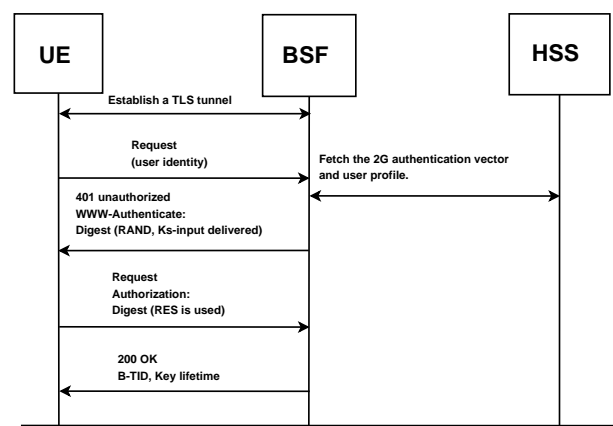 UE
BSF
HSS
Establish a TLS tunnel
Request
(user identity)
Fetch the 2G authentication vector
and user profile.
401 unauthorized
WWW-Authenticate:
Digest (RAND, Ks-input delivered)
Request
Authorization:
Digest (RES is used)
200 OK
B-TID, Key lifetime